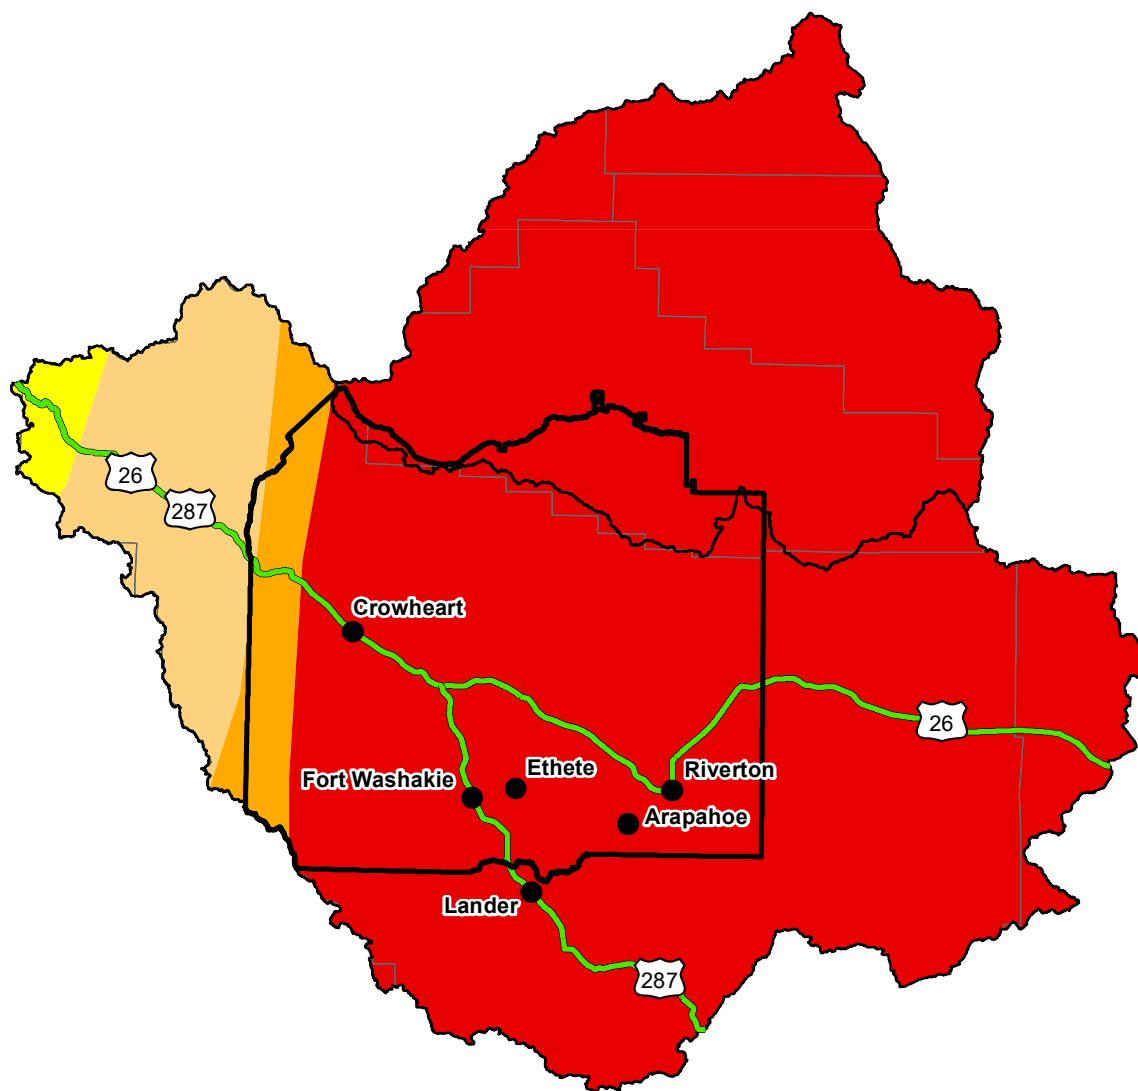 26
287
Crowheart
Ethete
Riverton
Fort Washakie
Arapahoe
26
Lander
287